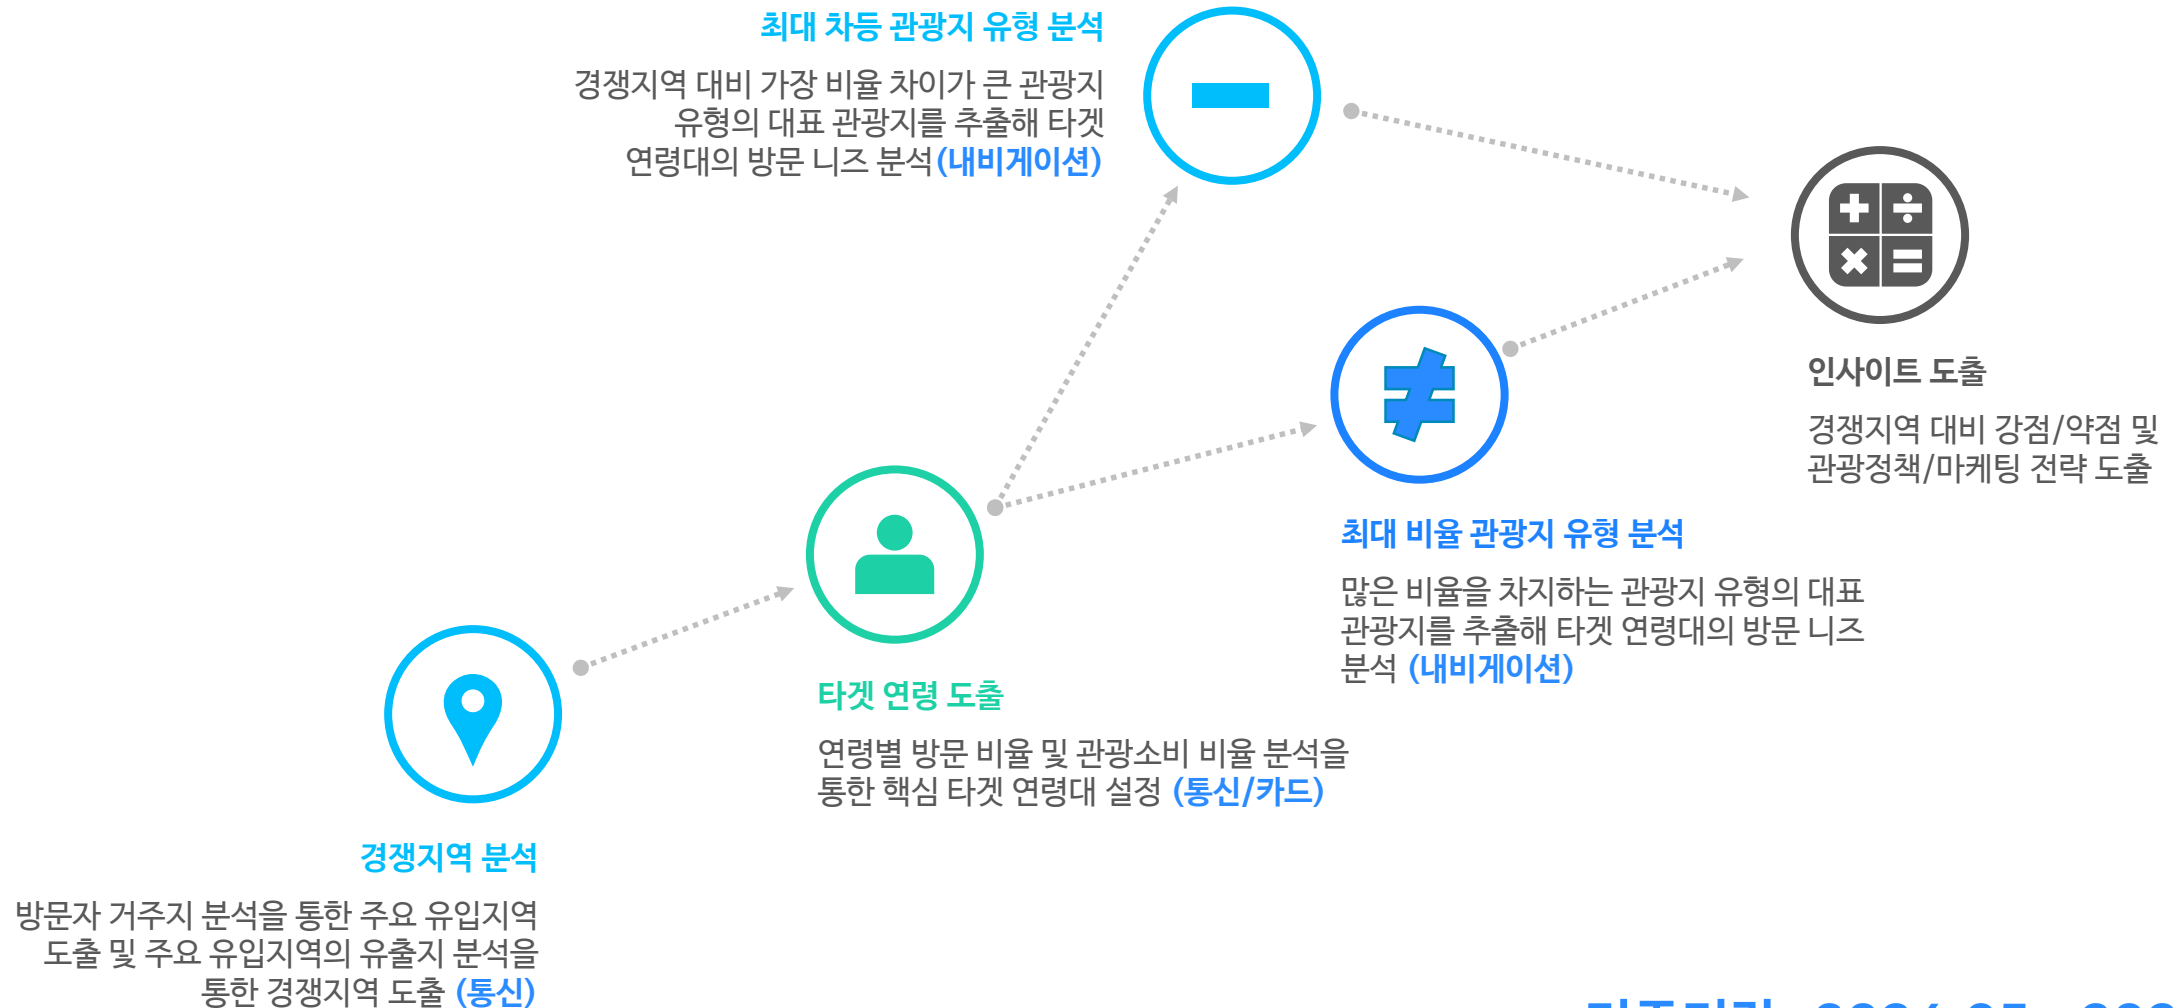 최대 차등 관광지 유형 분석
경쟁지역 대비 가장 비율 차이가 큰 관광지
유형의 대표 관광지를 추출해 타겟
연령대의 방문 니즈 분석(내비게이션)
인사이트 도출
경쟁지역 대비 강점/약점 및
관광정책/마케팅 전략 도출
최대 비율 관광지 유형 분석
많은 비율을 차지하는 관광지 유형의 대표
관광지를 추출해 타겟 연령대의 방문 니즈
분석 (내비게이션)
타겟 연령 도출
연령별 방문 비율 및 관광소비 비율 분석을
통한 핵심 타겟 연령대 설정 (통신/카드)
경쟁지역 분석
방문자 거주지 분석을 통한 주요 유입지역
도출 및 주요 유입지역의 유출지 분석을
통한 경쟁지역 도출 (통신)